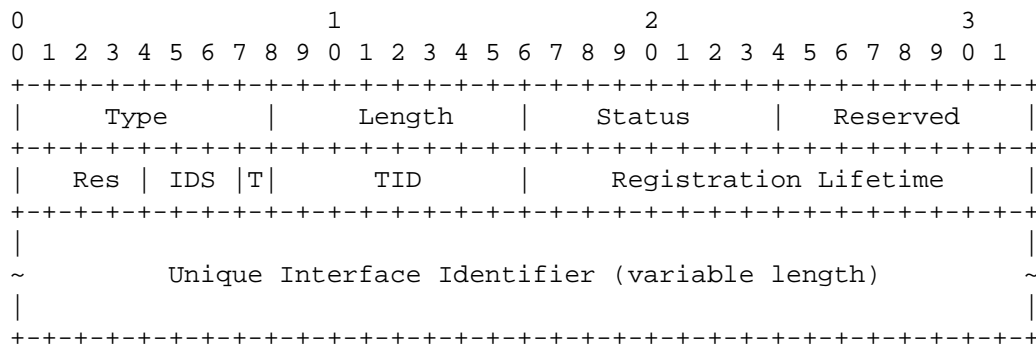 0                   1                   2                   3
0 1 2 3 4 5 6 7 8 9 0 1 2 3 4 5 6 7 8 9 0 1 2 3 4 5 6 7 8 9 0 1
+-+-+-+-+-+-+-+-+-+-+-+-+-+-+-+-+-+-+-+-+-+-+-+-+-+-+-+-+-+-+-+-+
|     Type      |     Length    |    Status     |   Reserved    |
+-+-+-+-+-+-+-+-+-+-+-+-+-+-+-+-+-+-+-+-+-+-+-+-+-+-+-+-+-+-+-+-+
|   Res | IDS |T|      TID      |     Registration Lifetime     |
+-+-+-+-+-+-+-+-+-+-+-+-+-+-+-+-+-+-+-+-+-+-+-+-+-+-+-+-+-+-+-+-+
|                                                               |
~         Unique Interface Identifier (variable length)         ~
|                                                               |
+-+-+-+-+-+-+-+-+-+-+-+-+-+-+-+-+-+-+-+-+-+-+-+-+-+-+-+-+-+-+-+-+